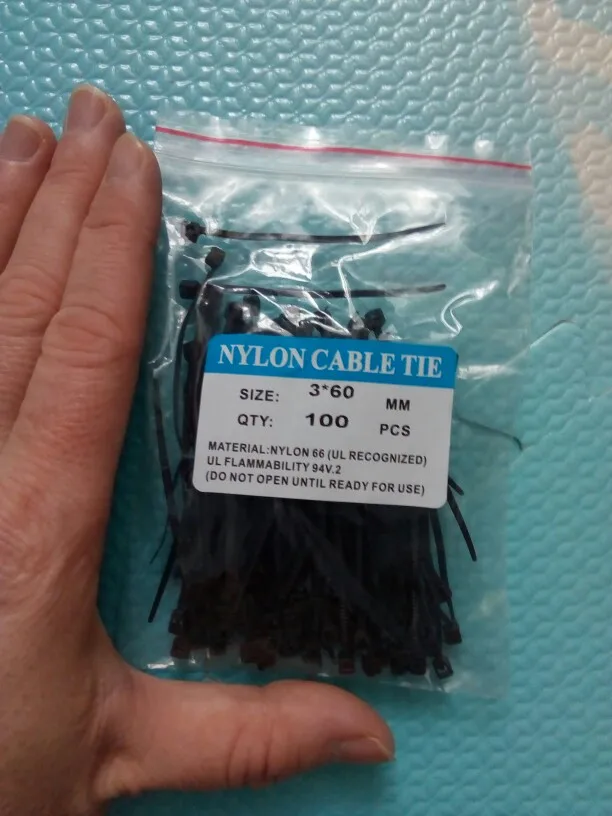 NYLON CABLE TIE
SIZE: 3*60 MM
QTY: 100 PCS
MATERIAL:NYLON 66 (UL RECOGNIZED)
UL FLAMMABILITY 94V.2
(DO NOT OPEN UNTIL READY FOR USE)